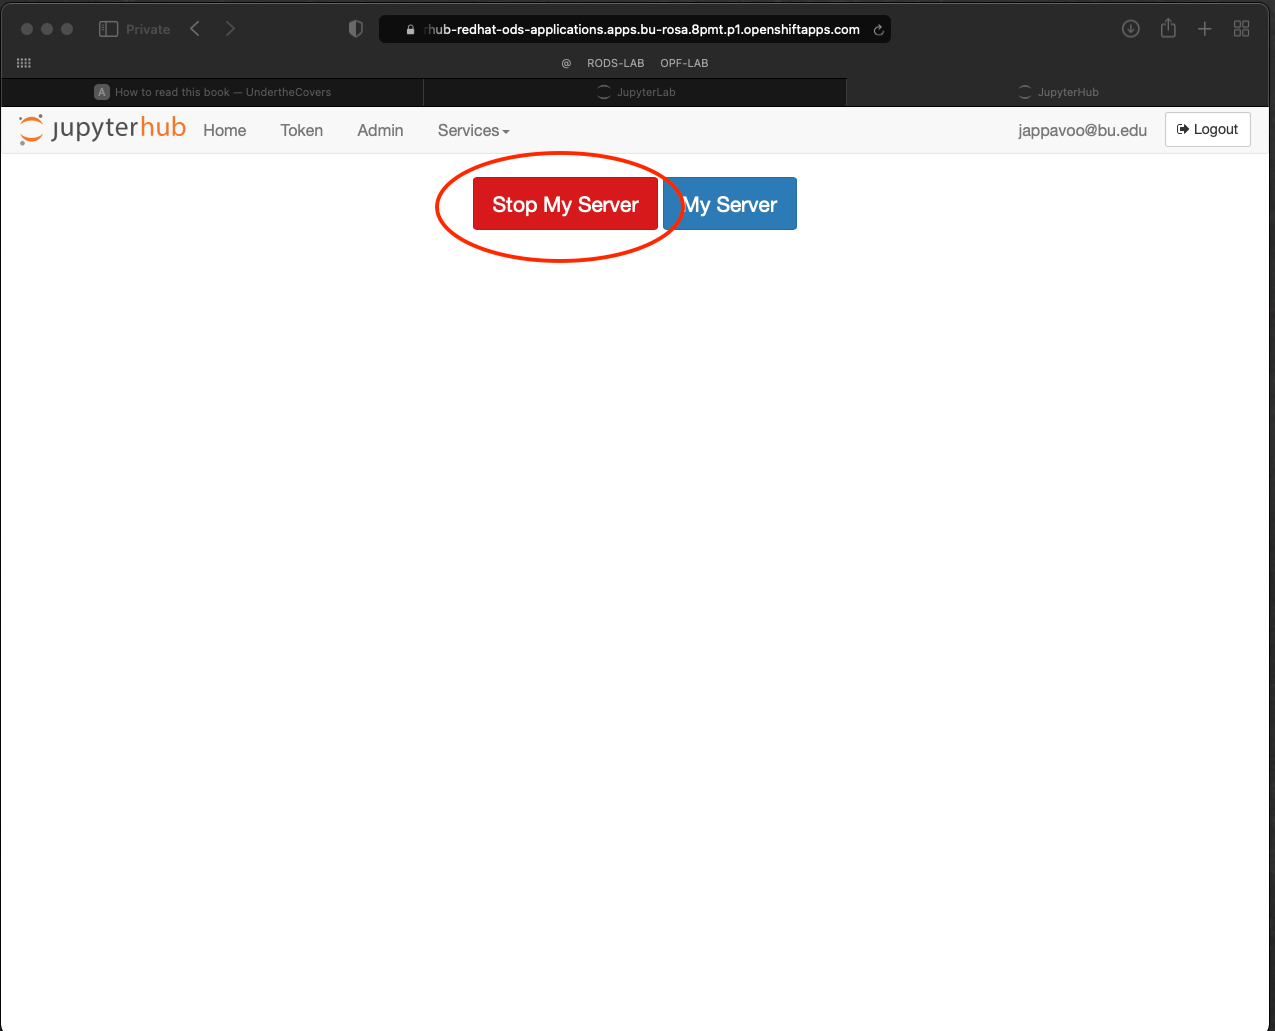 Private
rhub-redhat-ods-applications.apps.bu-rosa.8pmt.p1.openshiftapps.com
@ RODS-LAB OPF-LAB
A How to read this book — UndertheCovers
JupyterLab
JupyterHub
jupyterhub Home Token Admin Services jappavoo@bu.edu Logout
Stop My Server My Server